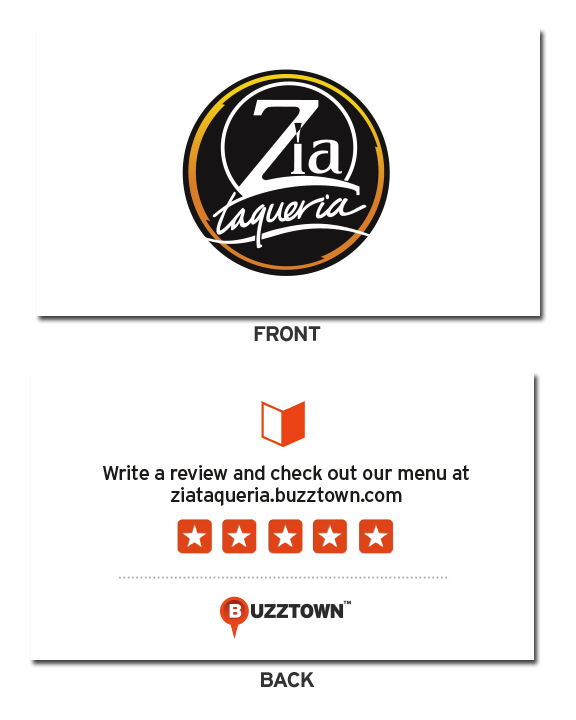 Zia
taqueria
FRONT
Write a review and check out our menu at
ziataqueria.buzztown.com
BUZZTOWN™
BACK